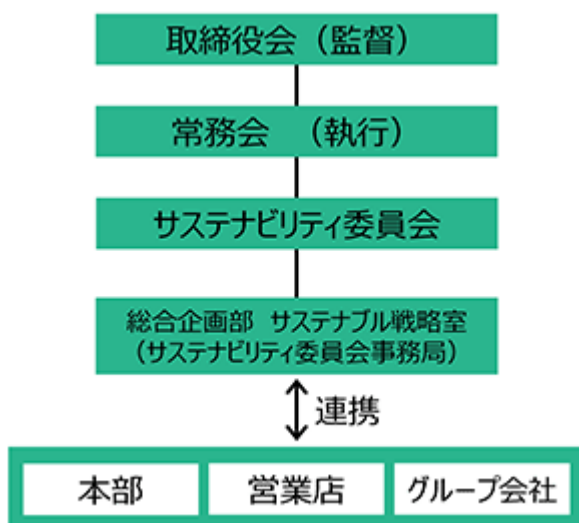 取締役会（監督）
常務会　（執行）
サステナビリティ委員会
総合企画部　サステナブル戦略室
（サステナビリティ委員会事務局）
連携
本部
営業店
グループ会社